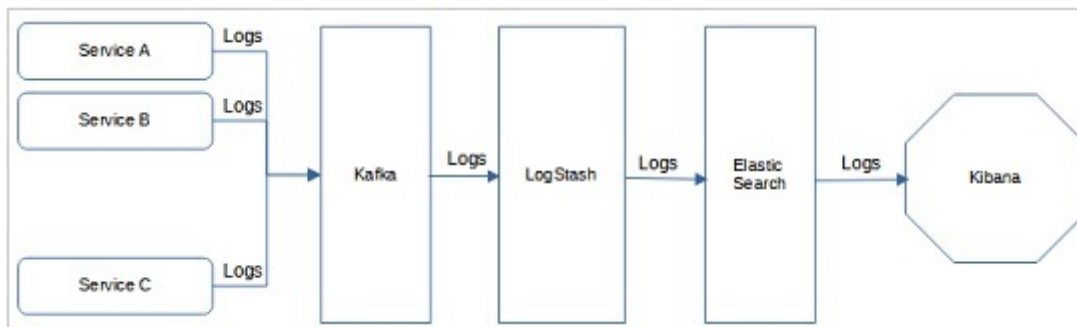 Service A
Logs
Service B
Logs
Service C
Logs
Kafka
Logs
LogStash
Logs
Elastic
Search
Logs
Kibana